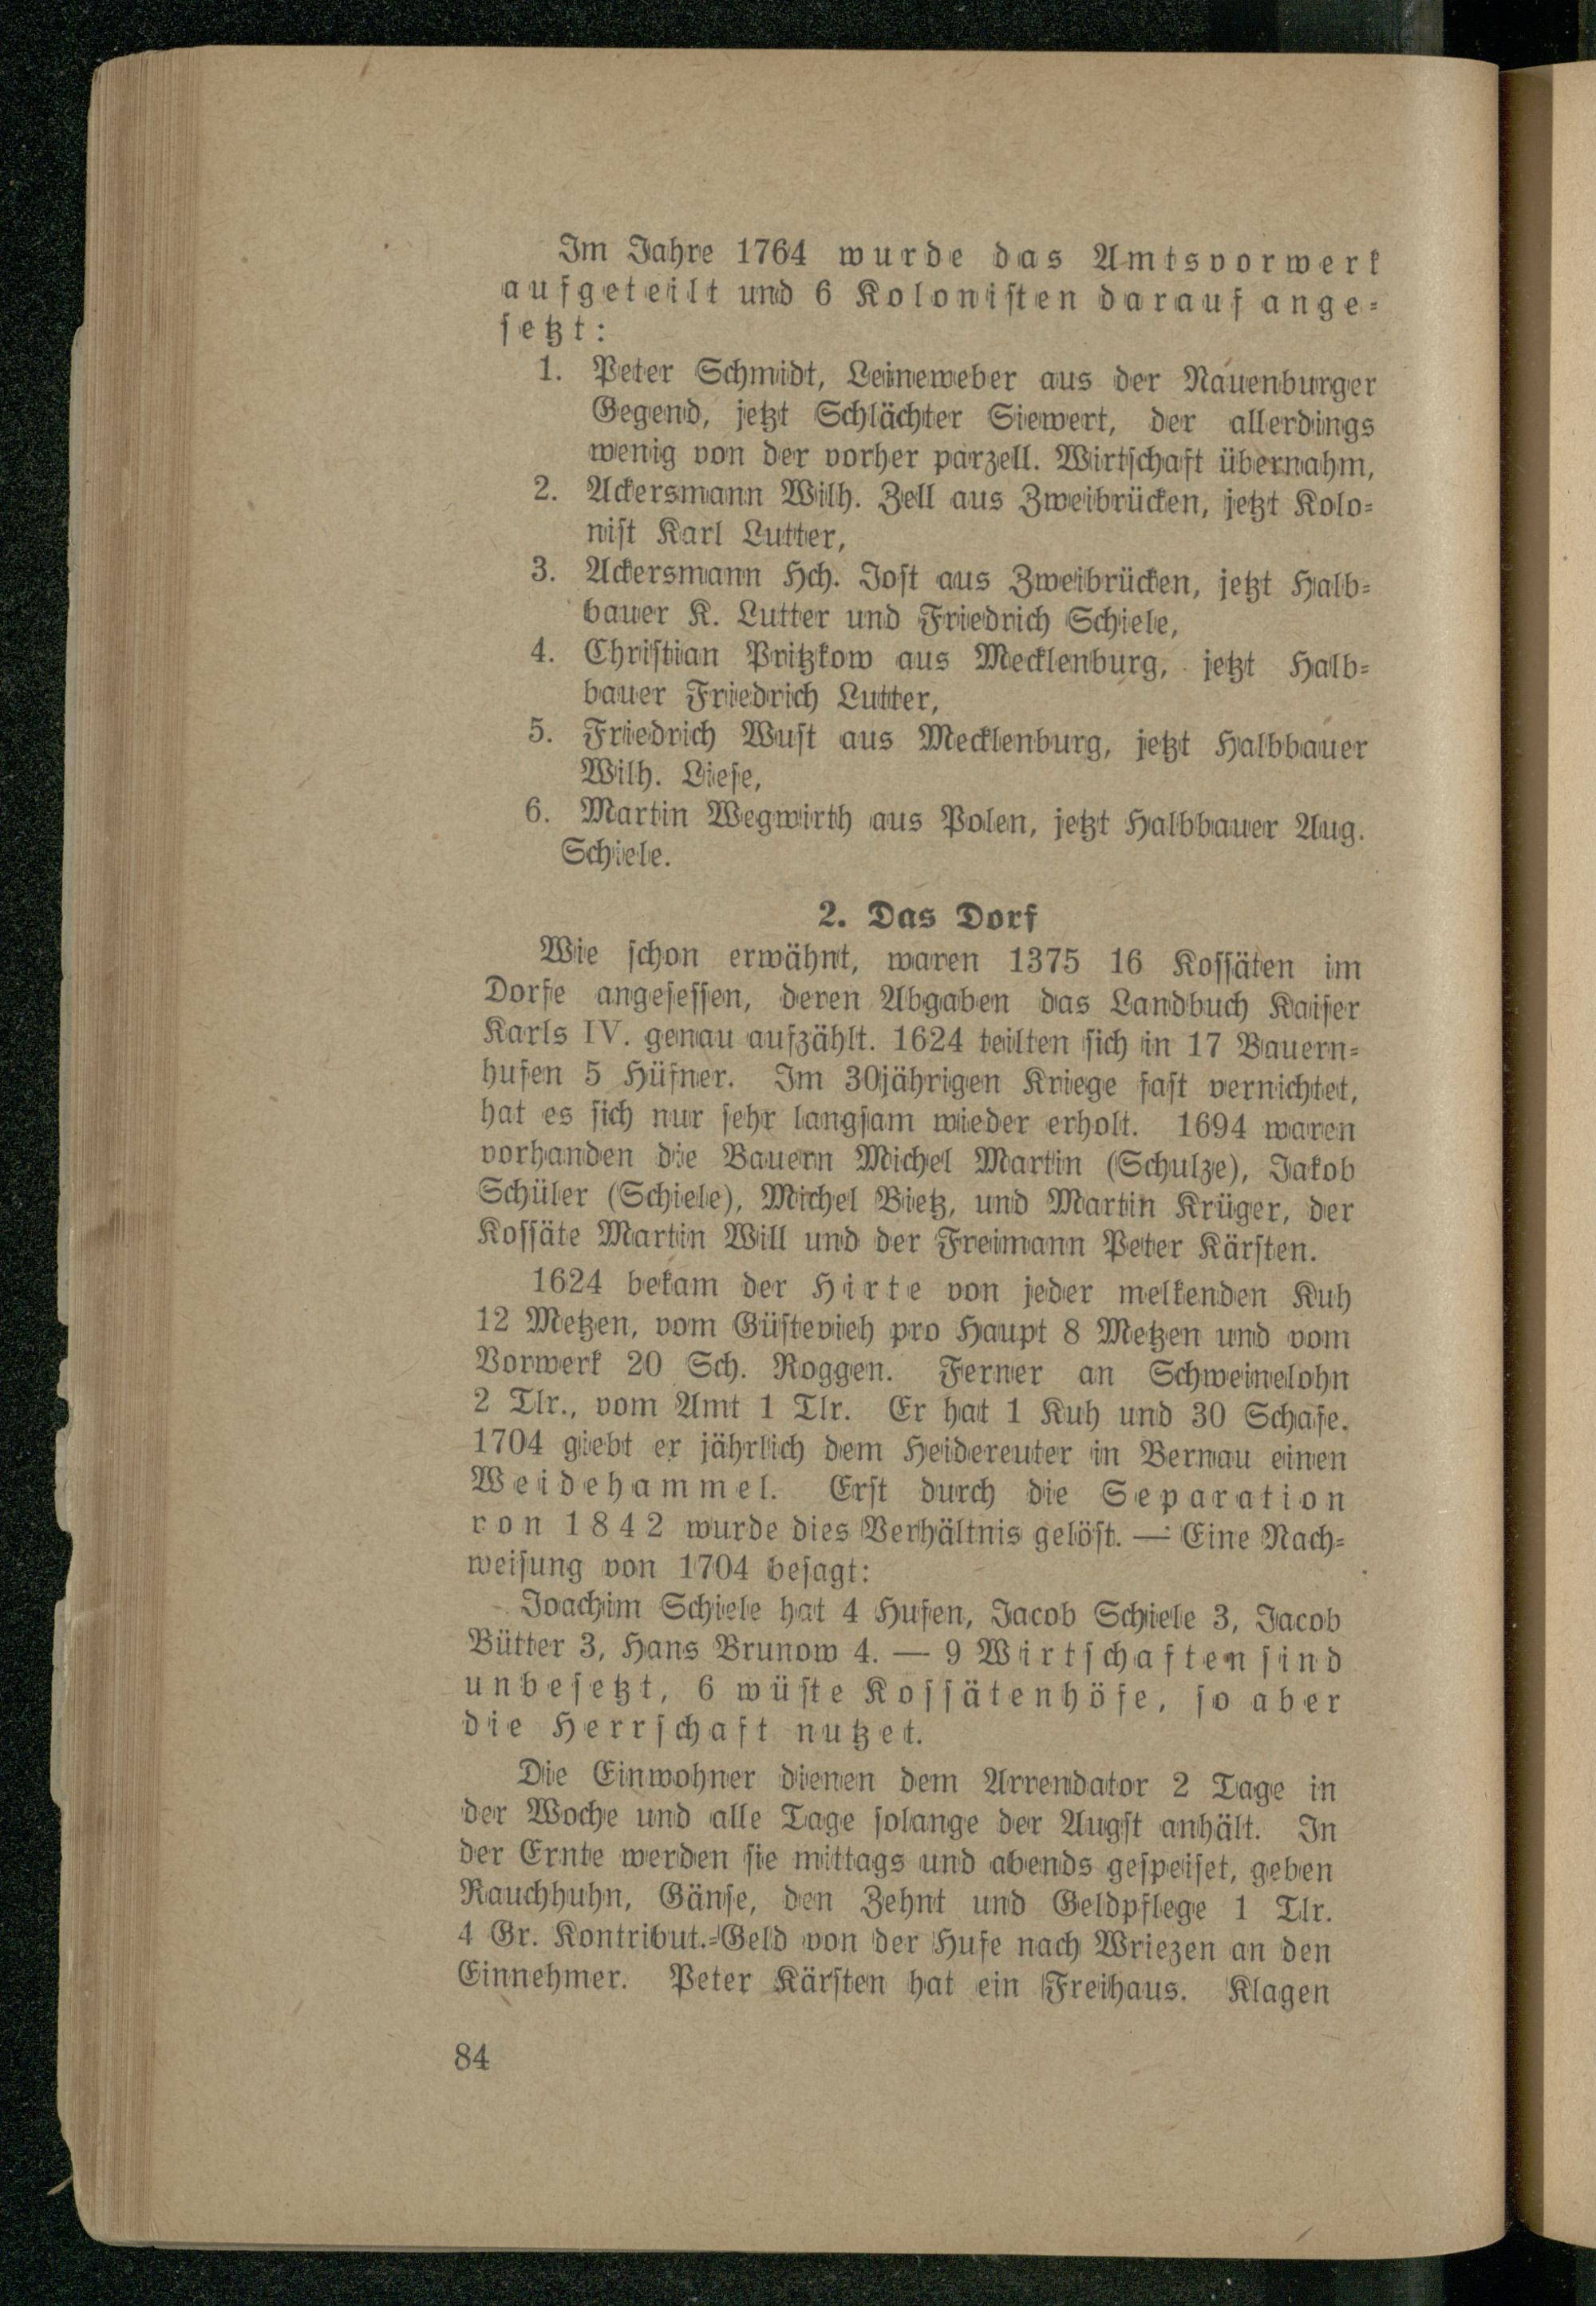 Im Jahre 1764 wurde das Amtsvorwerk
aufgeteilt und 6 Kolonisten darauf ange-
setzt:
1. Peter Schmidt, Leineweber aus der Nauenburger
Gegend, jetzt Schlächter Siewert, der allerdings
wenig von der vorher parzell. Wirtschaft übernahm,
2. Ackersmann Wilh. Zell aus Zweibrücken, jetzt Kolo-
nist Karl Lutter,
3. Ackersmann Hch. Jost aus Zweibrücken, jetzt Halb-
bauer K. Lutter und Friedrich Schiele,
4. Christian Pritzkow aus Mecklenburg, jetzt Halb-
bauer Friedrich Lutter,
5. Friedrich Wust aus Mecklenburg, jetzt Halbbauer
Wilh. Liese,
6. Martin Wegwirth aus Polen, jetzt Halbbauer Aug.
Schiele.
2. Das Dorf
Wie schon erwähnt, waren 1375 16 Kossäten im
Dorfe angesessen, deren Abgaben das Landbuch Kaiser
Karls IV. genau aufzählt. 1624 teilten sich in 17 Bauern-
hufen 5 Hüfner. Im 30jährigen Kriege fast vernichtet,
hat es sich nur sehr langsam wieder erholt. 1694 waren
vorhanden die Bauern Michel Martin (Schulze), Jakob
Schüler (Schiele), Michel Bietz, und Martin Krüger, der
Kossäte Martin Will und der Freimann Peter Kärsten.
1624 bekam der Hirte von jeder melkenden Kuh
12 Metzen, vom Güstevieh pro Haupt 8 Metzen und vom
Vorwerk 20 Sch. Roggen. Ferner an Schweinelohn
2 Tlr., vom Amt 1 Tlr. Er hat 1 Kuh und 30 Schafe.
1704 giebt er jährlich dem Heidereuter in Bernau einen
Weidehammel. Erst durch die Separation
von 1842 wurde dies Verhältnis gelöst. — Eine Nach-
weisung von 1704 besagt:
Joachim Schiele hat 4 Hufen, Jacob Schiele 3, Jacob
Bütter 3, Hans Brunow 4. — 9 Wirtschaften sind
unbesetzt, 6 wüste Kossätenhöfe, so aber
die Herrschaft nutzet.
Die Einwohner dienen dem Arrendator 2 Tage in
der Woche und alle Tage solange der Augst anhält. In
der Ernte werden sie mittags und abends gespeiset, geben
Rauchhuhn, Gänse, den Zehnt und Geldpflege 1 Tlr.
4 Gr. Kontribut.-Geld von der Hufe nach Wriezen an den
Einnehmer. Peter Kärsten hat ein Freihaus. Klagen
84